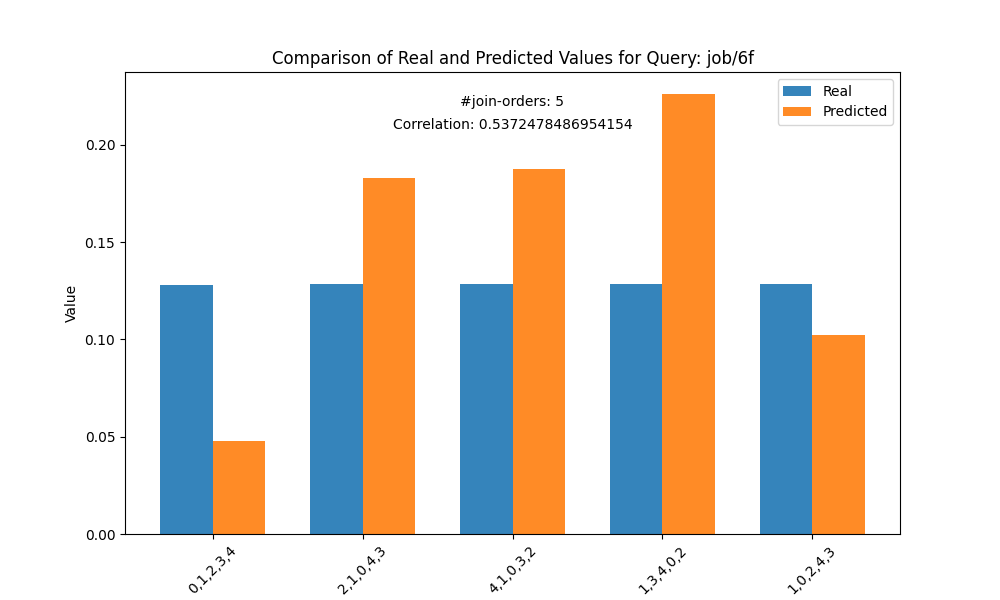 Comparison of Real and Predicted Values for Query: job/6f
#join-orders: 5
Correlation: 0.5372478486954154
Real
Predicted
Value
0.20
0.15
0.10
0.05
0.00
0,1,2,3,4
2,1,0,4,3
4,1,0,3,2
1,3,4,0,2
1,0,2,4,3